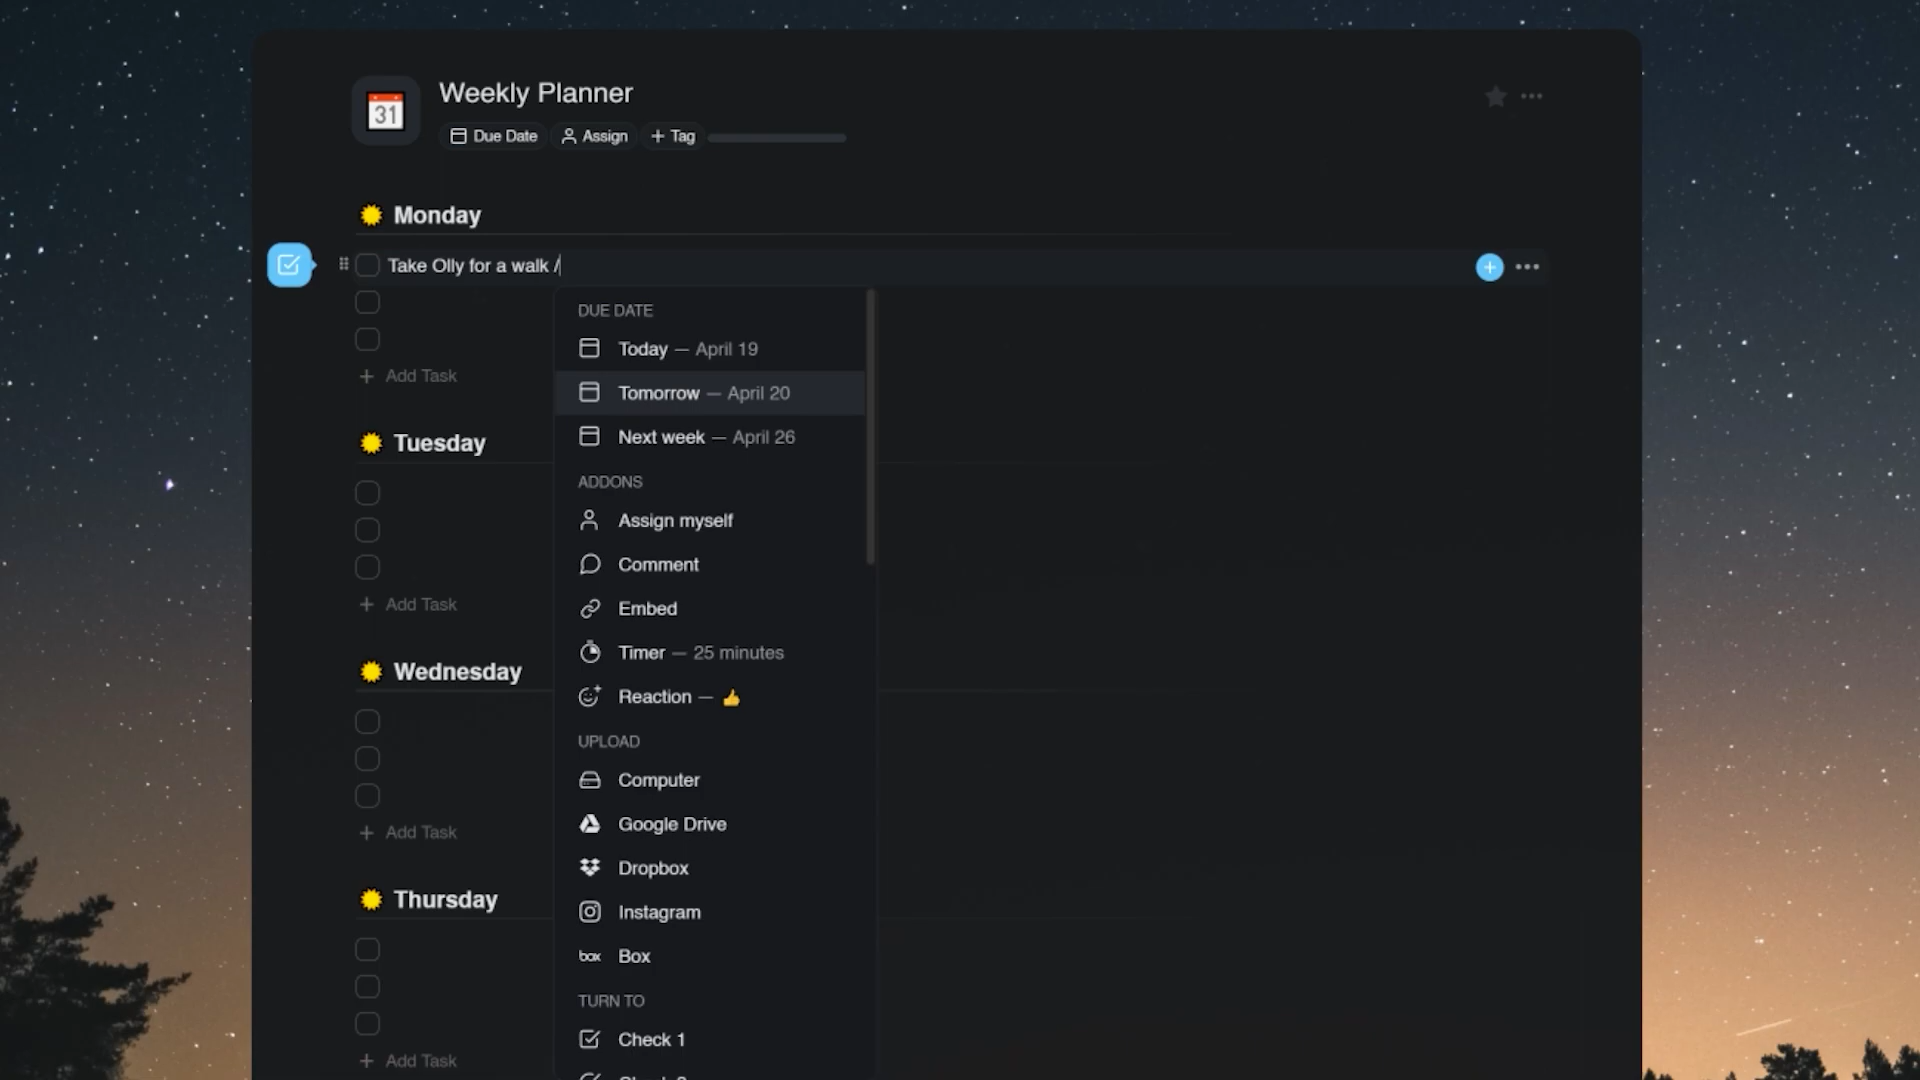 31
Weekly Planner
Due Date Assign + Tag
Monday
Take Olly for a walk /
+ Add Task
DUE DATE
Today — April 19
Tomorrow — April 20
Next week — April 26
ADDONS
Assign myself
Comment
Embed
Timer — 25 minutes
Reaction — 👍
UPLOAD
Computer
Google Drive
Dropbox
Instagram
box Box
TURN TO
Check 1
Tuesday
+ Add Task
Wednesday
+ Add Task
Thursday
+ Add Task